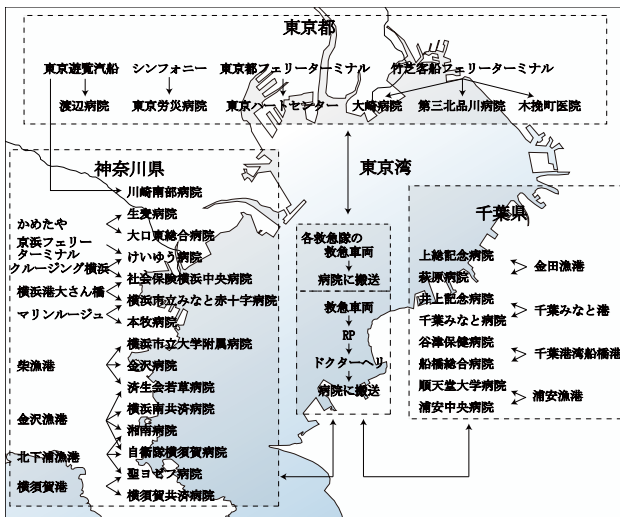 東京都
東京遊覧汽船
シンフォニー
東京都フェリーターミナル
竹芝客船フェリーターミナル
渡辺病院
東京労災病院
東京ハートセンター
大崎病院
第三北品川病院
木挽町医院
神奈川県
川崎南部病院
かめたや
生麦病院
大口東総合病院
京浜フェリー
ターミナル
けいゆう病院
クルージング横浜
社会保険横浜中央病院
横浜港大さん橋
横浜市立みなと赤十字病院
マリンルージュ
本牧病院
横浜市立大学附属病院
柴漁港
金沢病院
済生会若草病院
金沢漁港
横浜南共済病院
湘南病院
北下浦漁港
自衛隊横須賀病院
聖ヨゼフ病院
横須賀港
横須賀共済病院
東京湾
各救急隊の
救急車両
病院に搬送
救急車両
RP
ドクターヘリ
病院に搬送
千葉県
上総記念病院
金田漁港
萩原病院
井上記念病院
千葉みなと港
千葉みなと病院
谷津保健病院
千葉港湾船橋港
船橋総合病院
順天堂大学病院
浦安漁港
浦安中央病院